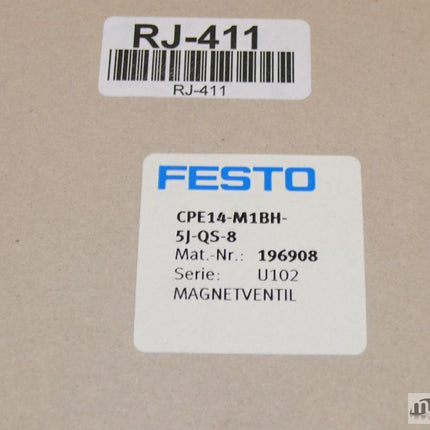 RJ-411
RJ-411
FESTO
CPE14-M1BH-
5J-QS-8
Mat.-Nr.: 196908
Serie: U102
MAGNETVENTIL